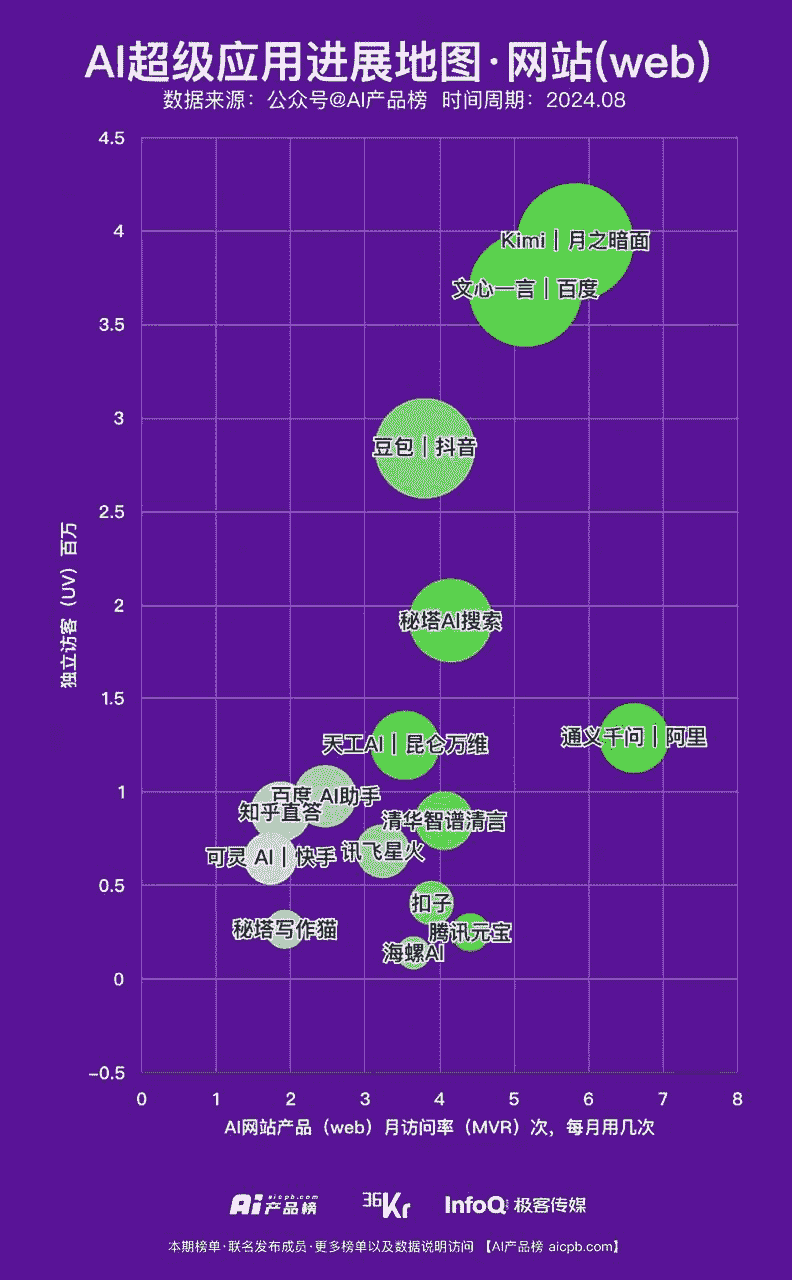 AI超级应用进展地图·网站(web)
数据来源：公众号@AI产品榜 时间周期：2024.08
4.5
4
3.5
3
2.5
2
1.5
1
0.5
0
-0.5
独立访客（UV）百万
Kimi | 月之暗面
文心一言 | 百度
豆包 | 抖音
秘塔AI搜索
天工AI | 昆仑万维
通义千问 | 阿里
百度 AI助手
知乎直答
清华智谱清言
可灵 AI | 快手
讯飞星火
扣子
秘塔写作猫
腾讯元宝
海螺AI
0 1 2 3 4 5 6 7 8
AI网站产品（web）月访问率（MVR）次，每月用几次
Ai aicpb.com 产品榜 36Kr InfoQ 极客传媒
本期榜单·联名发布成员·更多榜单以及数据说明访问 【AI产品榜 aicpb.com】